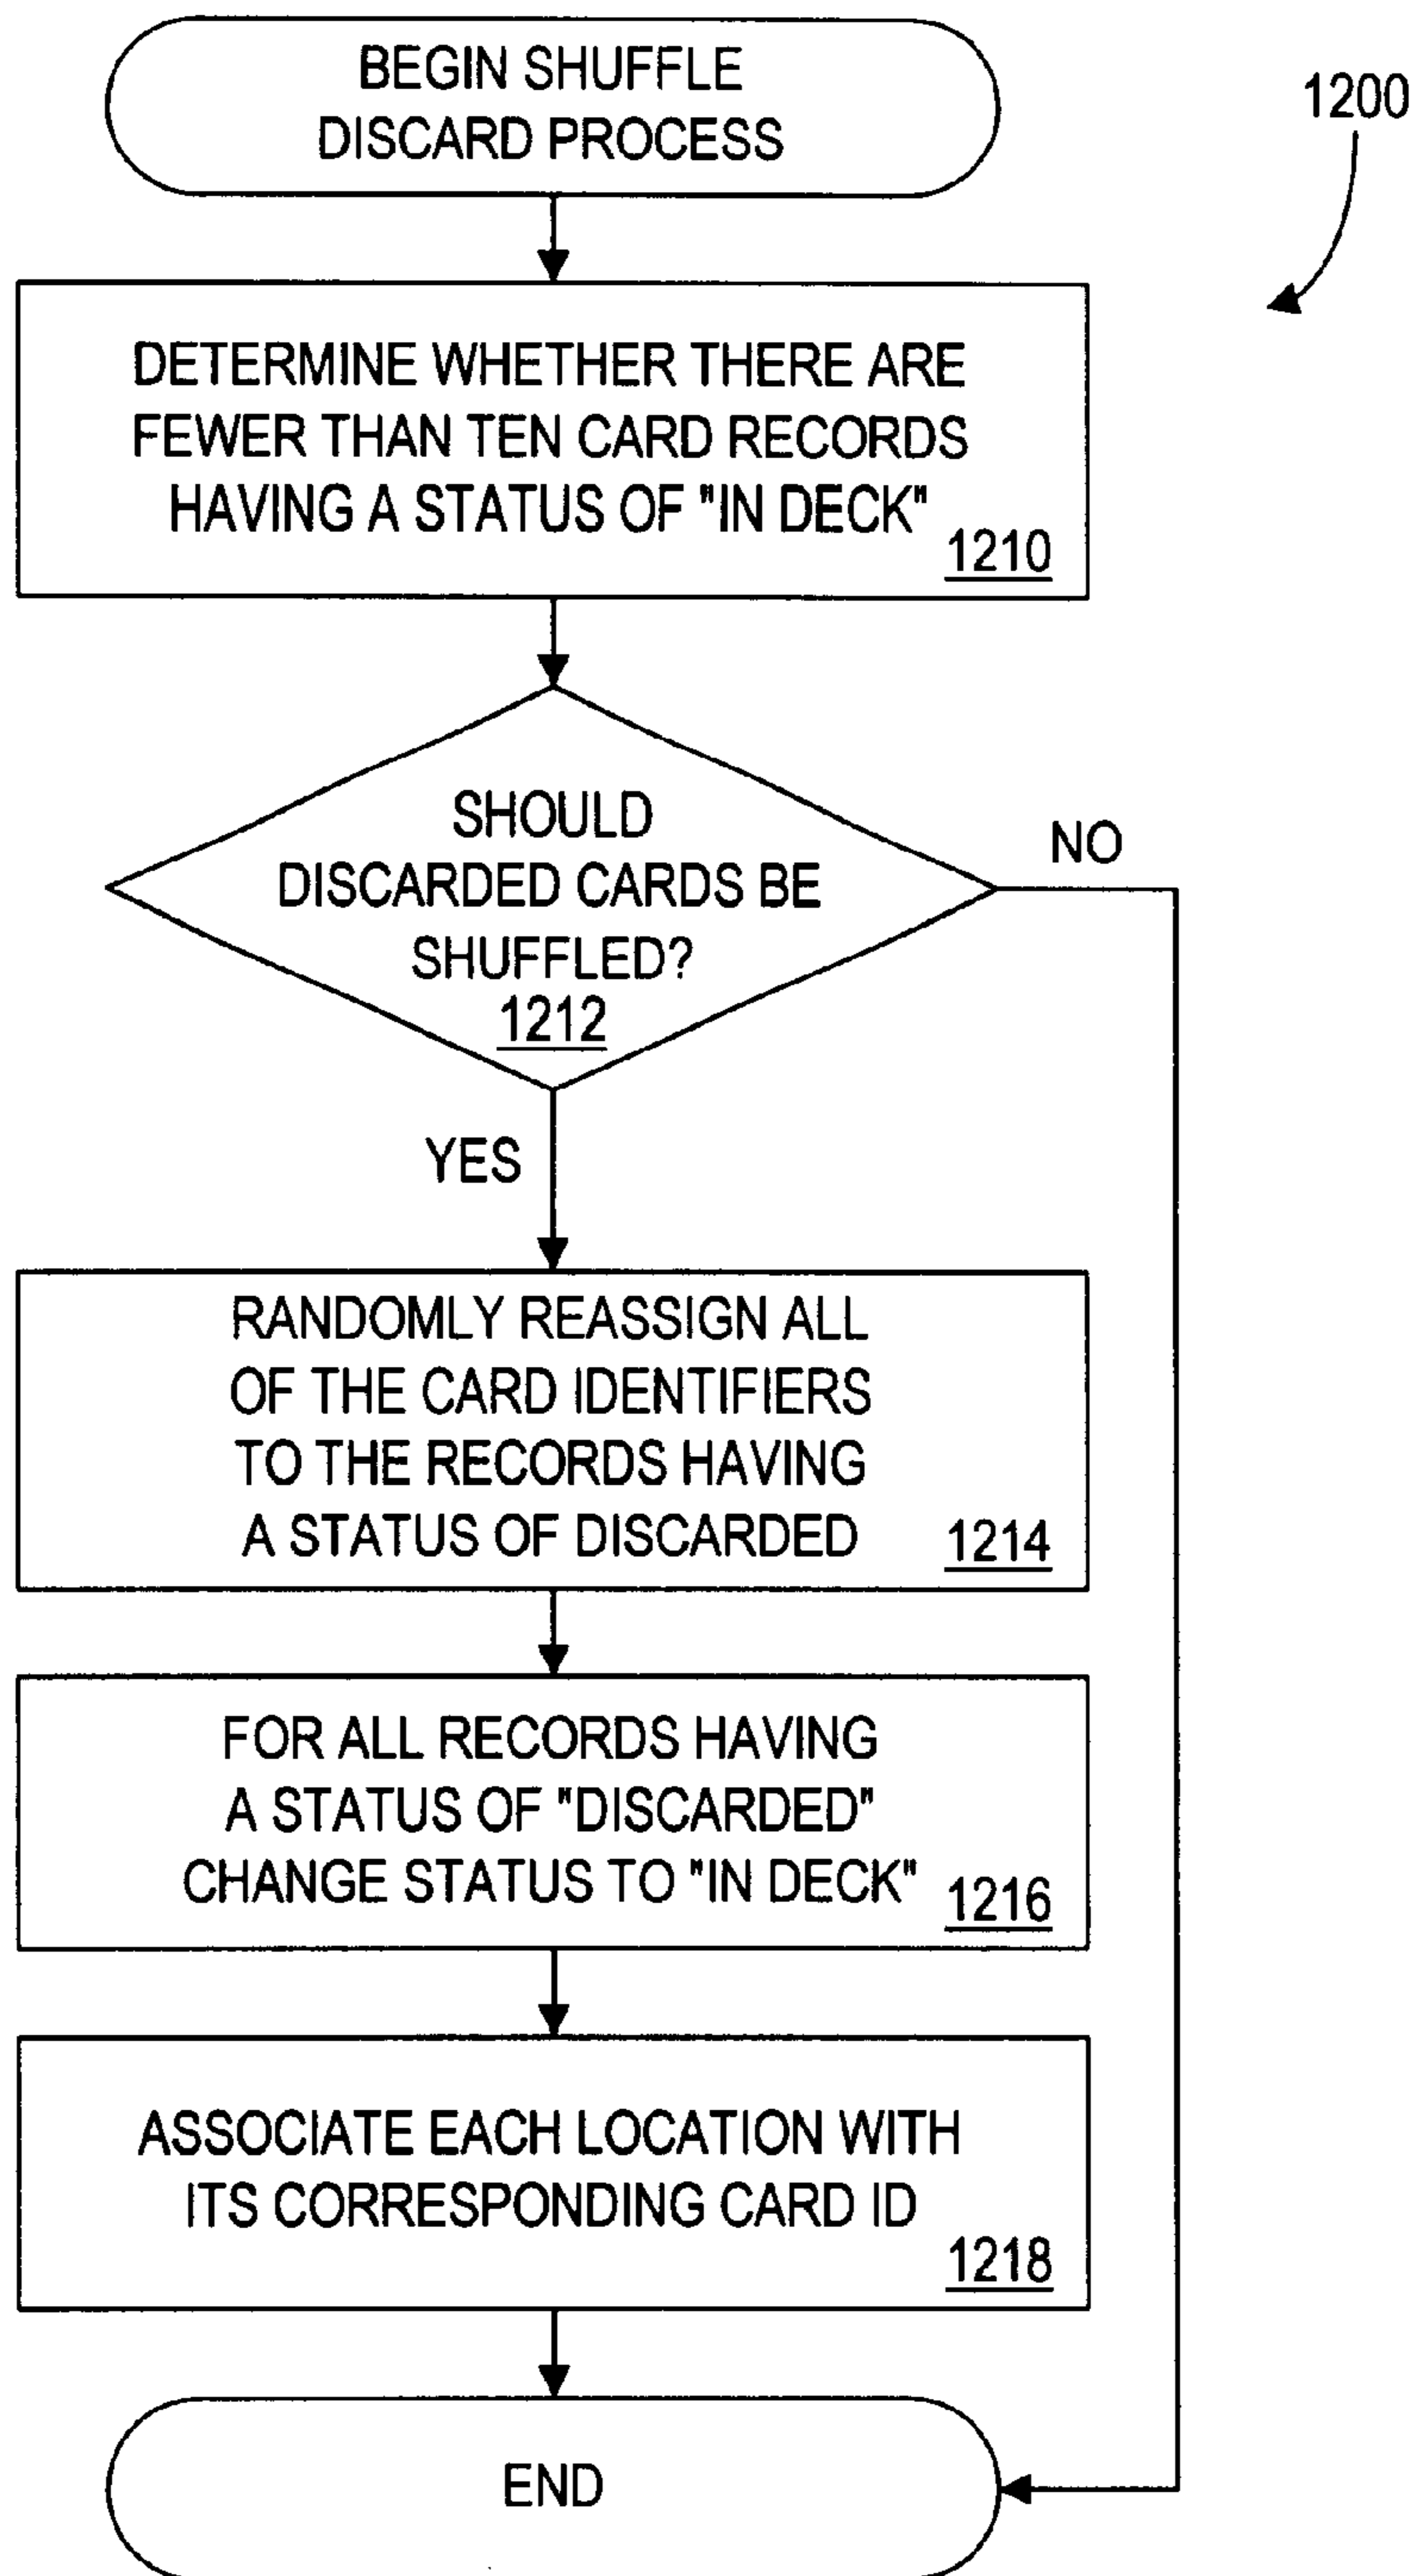 BEGIN SHUFFLE
DISCARD PROCESS
1200
DETERMINE WHETHER THERE ARE
FEWER THAN TEN CARD RECORDS
HAVING A STATUS OF "IN DECK"
1210
SHOULD
DISCARDED CARDS BE
SHUFFLED?
1212
NO
YES
RANDOMLY REASSIGN ALL
OF THE CARD IDENTIFIERS
TO THE RECORDS HAVING
A STATUS OF DISCARDED
1214
FOR ALL RECORDS HAVING
A STATUS OF "DISCARDED"
CHANGE STATUS TO "IN DECK"
1216
ASSOCIATE EACH LOCATION WITH
ITS CORRESPONDING CARD ID
1218
END